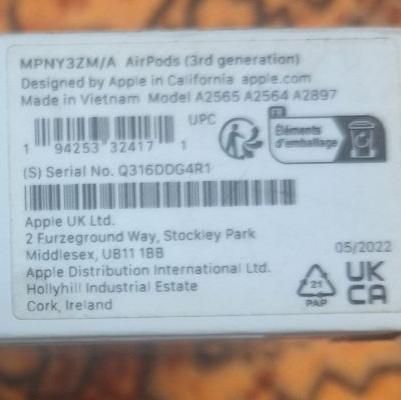 MPNY3ZM/A AirPods (3rd generation)
Designed by Apple in California apple.com
Made in Vietnam Model A2565 A2564 A2897
UPC
FR
Éléments
d'emballage
1 94253 32417 1
(S) Serial No. Q316DDG4R1
Apple UK Ltd.
2 Furzeground Way, Stockley Park
Middlesex, UB11 1BB
05/2022
Apple Distribution International Ltd.
Hollyhill Industrial Estate
Cork, Ireland
21
PAP
UK
CA